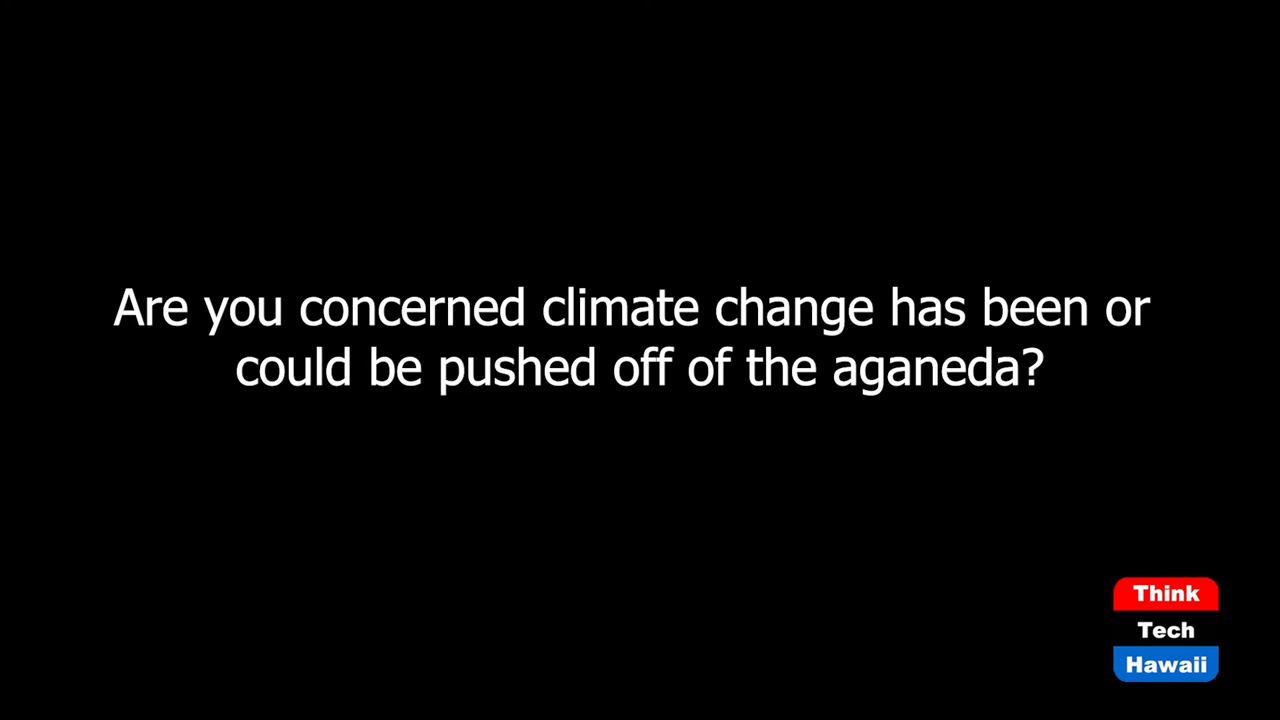 Are you concerned climate change has been or
could be pushed off of the aganeda?
Think
Tech
Hawaii